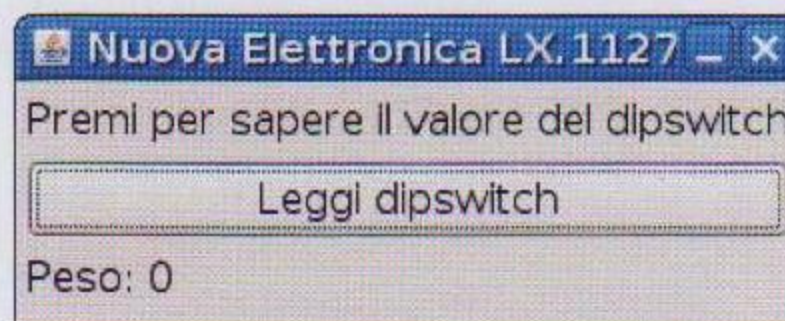 Nuova Elettronica LX.1127
Premi per sapere il valore del dipswitch
Leggi dipswitch
Peso: 0